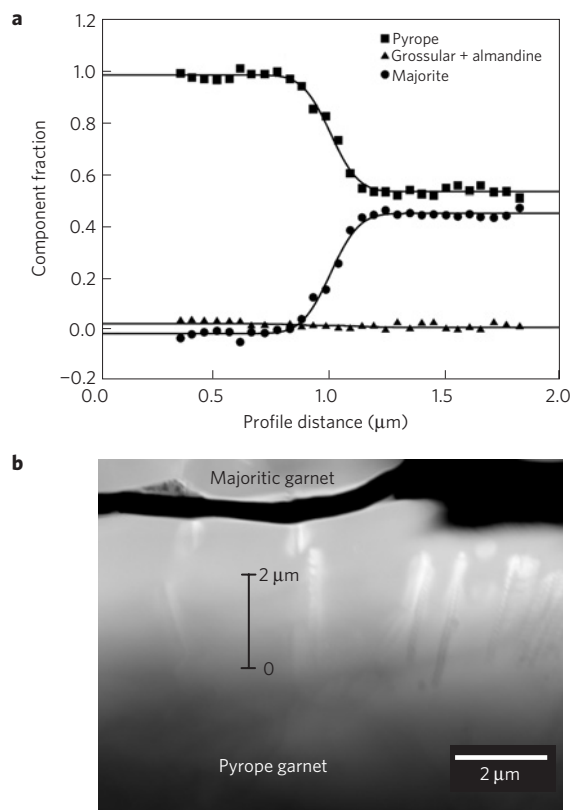 a
1.2
Pyrope
Grossular + almandine
Majorite
1.0
0.8
0.6
0.4
0.2
0.0
−0.2
Component fraction
0.0 0.5 1.0 1.5 2.0
Profile distance (μm)
b
Majoritic garnet
2 μm
0
Pyrope garnet
2 μm